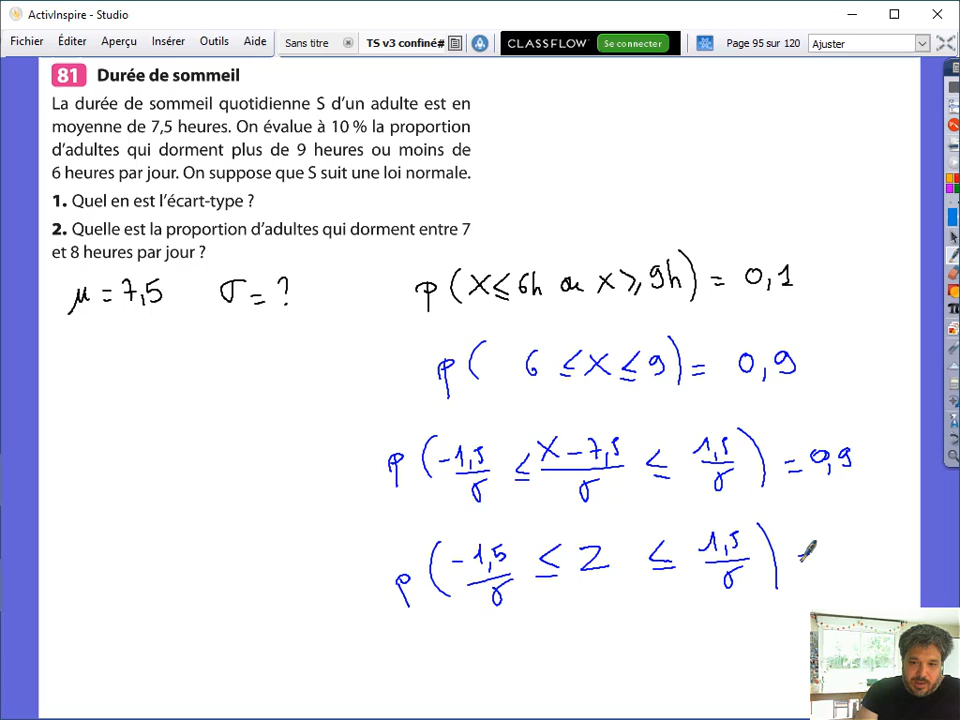 ActivInspire - Studio
Fichier Éditer Aperçu Insérer Outils Aide Sans titre TS v3 confiné# CLASSFLOW Se connecter Page 95 sur 120 Ajuster
81 Durée de sommeil
La durée de sommeil quotidienne S d'un adulte est en
moyenne de 7,5 heures. On évalue à 10 % la proportion
d'adultes qui dorment plus de 9 heures ou moins de
6 heures par jour. On suppose que S suit une loi normale.
1. Quel en est l'écart-type ?
2. Quelle est la proportion d'adultes qui dorment entre 7
et 8 heures par jour ?
μ = 7,5 σ = ? p(X ≤ 6h ou X ≥ 9h) = 0,1
p( 6 ≤ X ≤ 9) = 0,9
p(-1,5/σ ≤ X-7,5/σ ≤ 1,5/σ) = 0,9
p(-1,5/σ ≤ Z ≤ 1,5/σ)